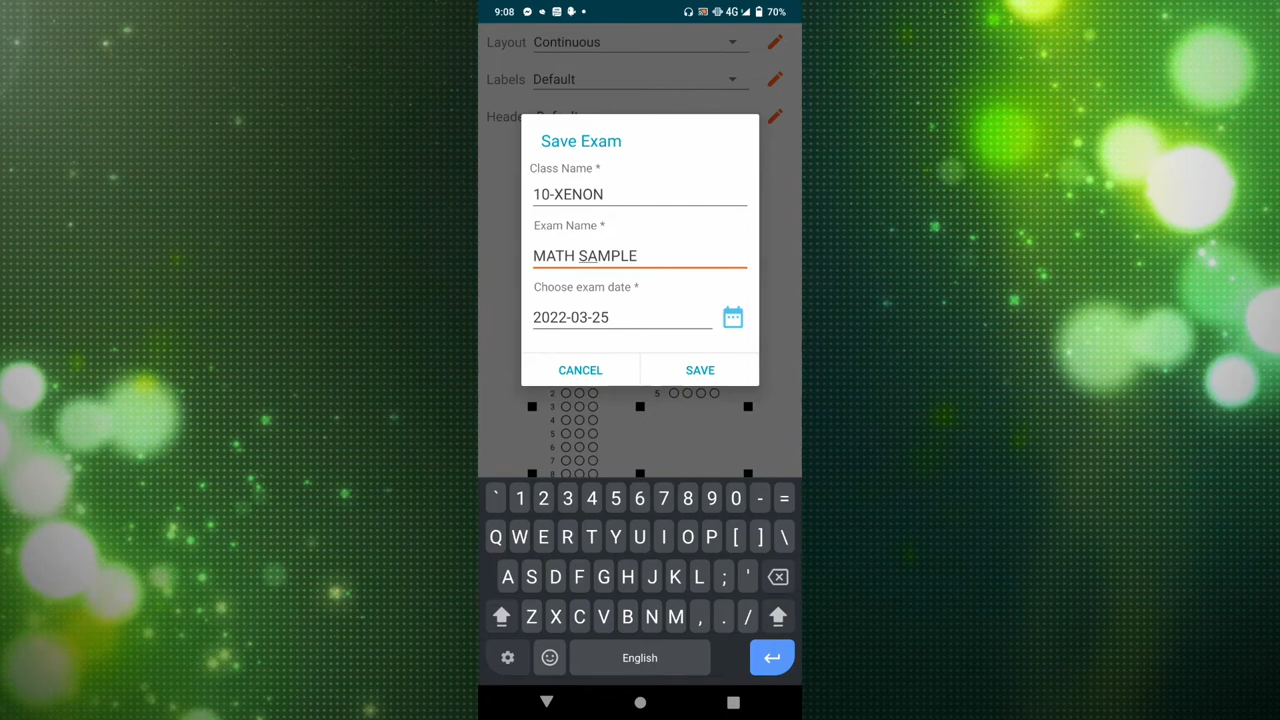 9:08 4G 70%
Layout Continuous
Labels Default
Heade Default
Save Exam
Class Name *
10-XENON
Exam Name *
MATH SAMPLE
Choose exam date *
2022-03-25
CANCEL SAVE
2 5
3
4
5
6
7
8
` 1 2 3 4 5 6 7 8 9 0 - =
Q W E R T Y U I O P [ ] \
A S D F G H J K L ; '
Z X C V B N M , . /
English